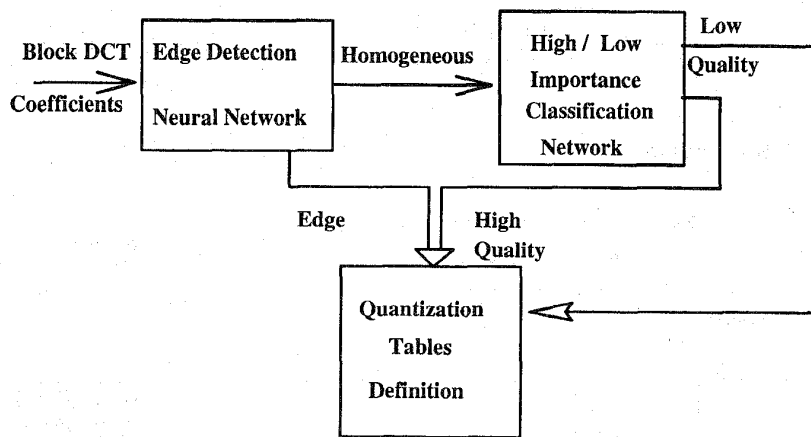 Block DCT
Coefficients
Edge Detection
Neural Network
Homogeneous
High / Low
Importance
Classification
Network
Low
Quality
Edge
High
Quality
Quantization
Tables
Definition